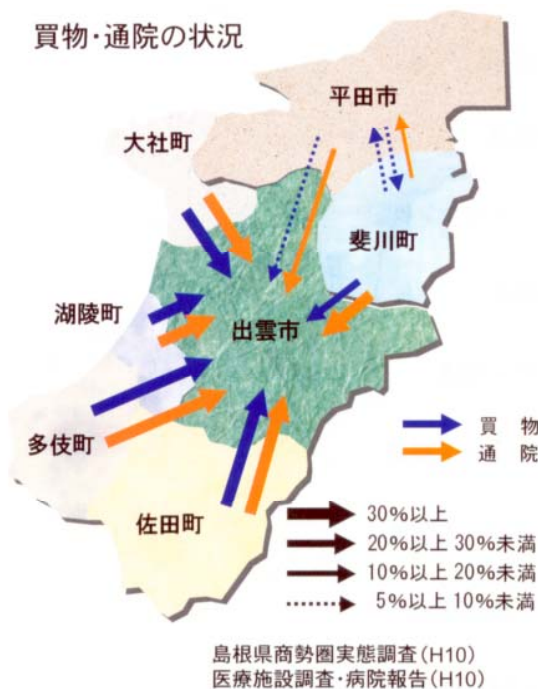 買物・通院の状況
平田市
大社町
斐川町
湖陵町
出雲市
多伎町
佐田町
買 物
通 院
30%以上
20%以上 30%未満
10%以上 20%未満
5%以上 10%未満
島根県商勢圏実態調査(H10)
医療施設調査・病院報告(H10)